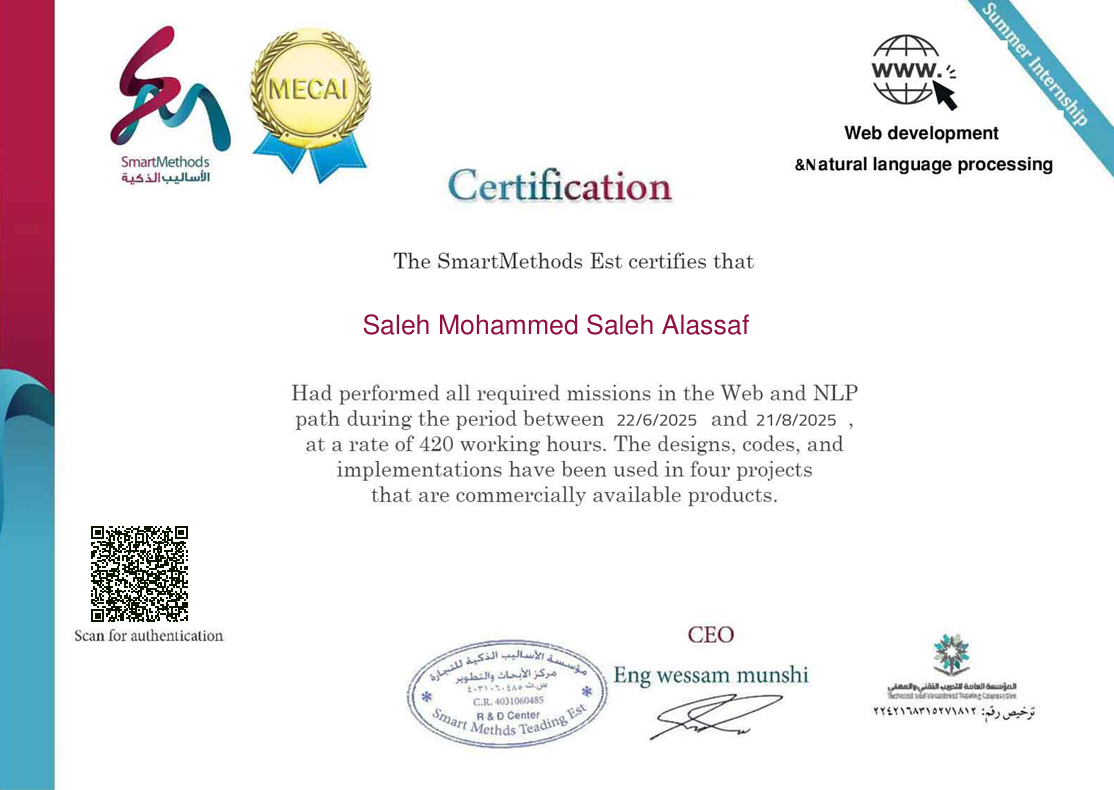 Summer Internship
MECAI
SmartMethods
الأساليب الذكية
www.
Web development
&Natural language processing
Certification
The SmartMethods Est certifies that
Saleh Mohammed Saleh Alassaf
Had performed all required missions in the Web and NLP
path during the period between 22/6/2025 and 21/8/2025 ,
at a rate of 420 working hours. The designs, codes, and
implementations have been used in four projects
that are commercially available products.
Scan for authentication
مؤسسة الأساليب الذكية للتجارة
مركز الأبحاث والتطوير
س.ت ٤٠٣١٠٦٠٤٨٥
C.R. 4031060485
R & D Center
Smart Methds Teading Est
CEO
Eng wessam munshi
المؤسسة العامة للتدريب التقني والمهني
Technical and Vocational Training Corporation
ترخيص رقم: ٢٢٤٢١٦٨٣١٥٢٧١٨١٢